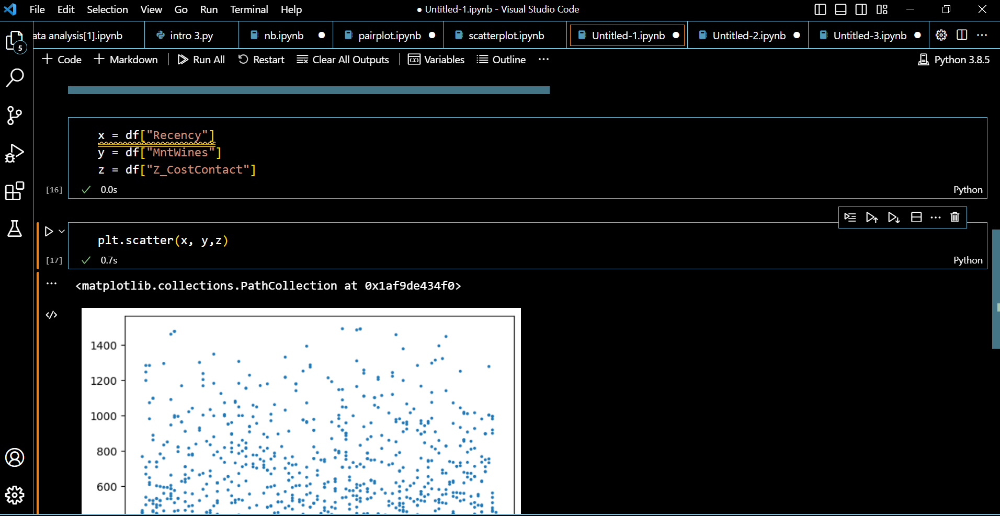 File Edit Selection View Go Run Terminal Help
● Untitled-1.ipynb - Visual Studio Code
ata analysis[1].ipynb intro 3.py nb.ipynb pairplot.ipynb scatterplot.ipynb Untitled-1.ipynb Untitled-2.ipynb Untitled-3.ipynb
5
+ Code + Markdown Run All Restart Clear All Outputs (x) Variables Outline ... Python 3.8.5
x = df["Recency"]
y = df["MntWines"]
z = df["Z_CostContact"]
[16] ✓ 0.0s Python
plt.scatter(x, y,z)
[17] ✓ 0.7s Python
... <matplotlib.collections.PathCollection at 0x1af9de434f0>
</>
1400
1200
1000
800
600